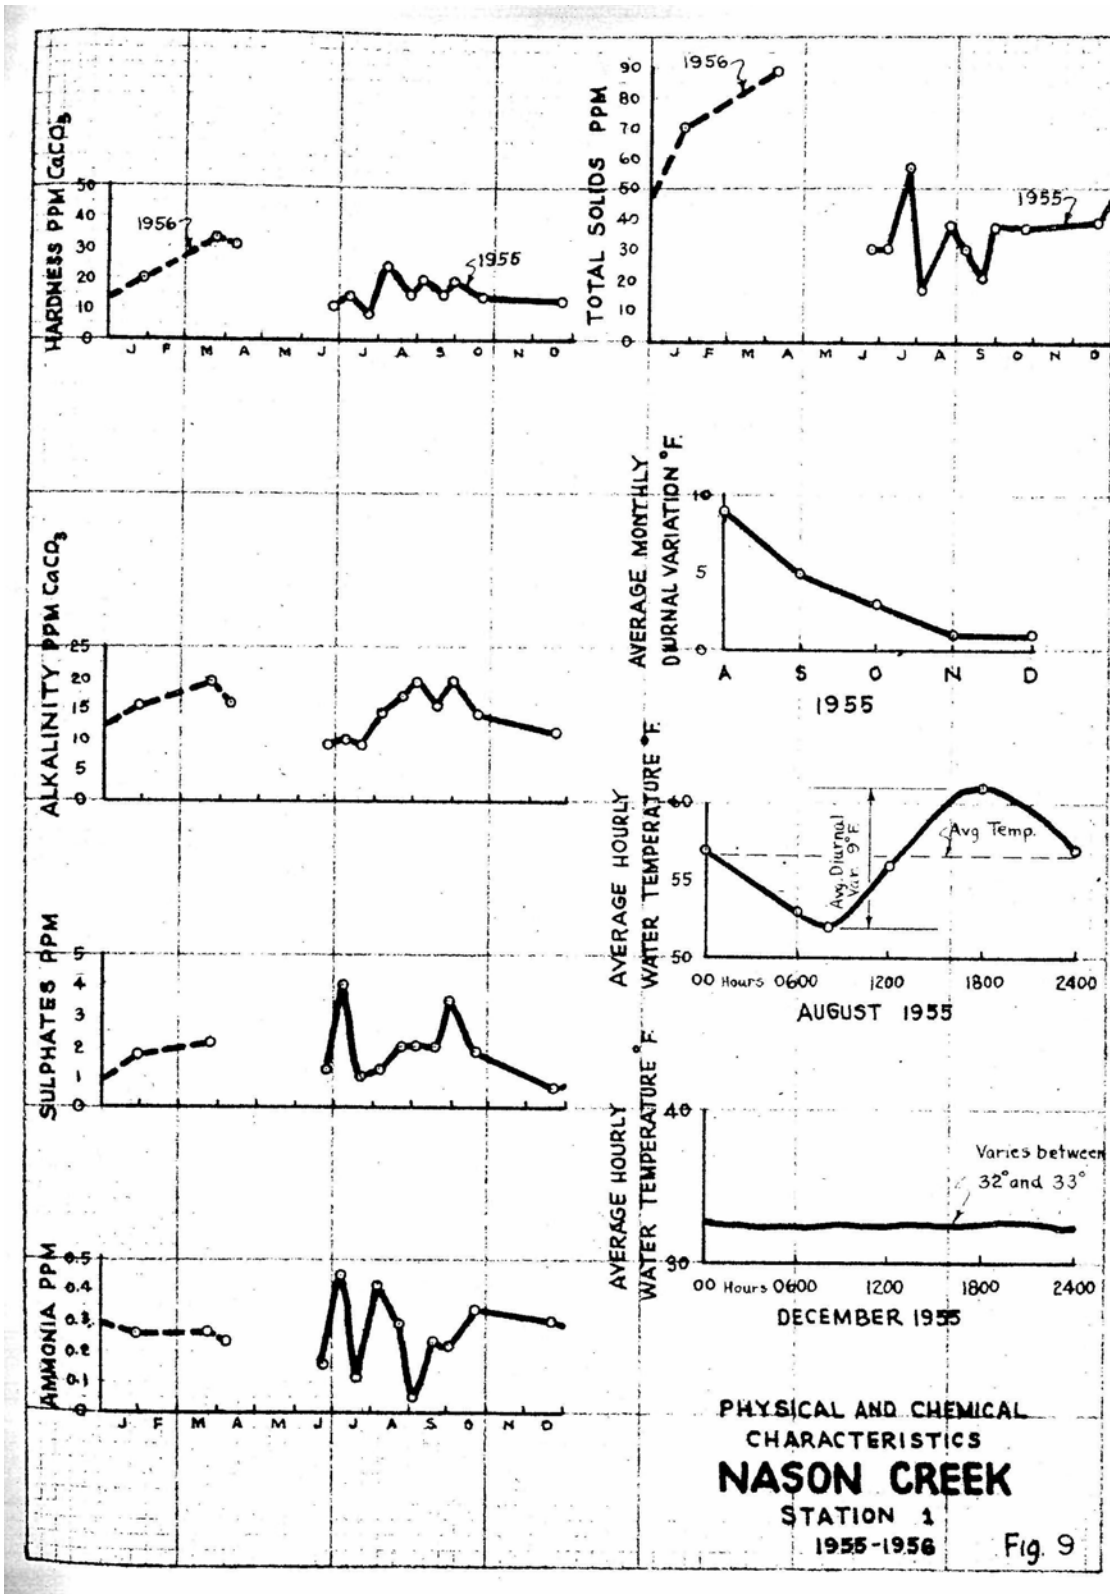 HARDNESS PPM CaCO3
50
40
30
20
10
0
1956
1955
J F M A M J J A S O N D
TOTAL SOLIDS PPM
90
80
70
60
50
40
30
20
10
0
1956
1955
J F M A M J J A S O N D
ALKALINITY PPM CaCO3
25
20
15
10
5
0
AVERAGE MONTHLY
DIURNAL VARIATION °F.
10
5
0
A S O N D
1955
SULPHATES PPM
5
4
3
2
1
0
AVERAGE HOURLY
WATER TEMPERATURE °F.
60
55
50
Avg. Diurnal
Var. 9°F
Avg Temp.
00 Hours 0600 1200 1800 2400
AUGUST 1955
AMMONIA PPM
0.5
0.4
0.3
0.2
0.1
0
J F M A M J J A S O N D
AVERAGE HOURLY
WATER TEMPERATURE °F.
40
30
Varies between
32° and 33°
00 Hours 0600 1200 1800 2400
DECEMBER 1955
PHYSICAL AND CHEMICAL
CHARACTERISTICS
NASON CREEK
STATION 1
1955-1956
Fig. 9